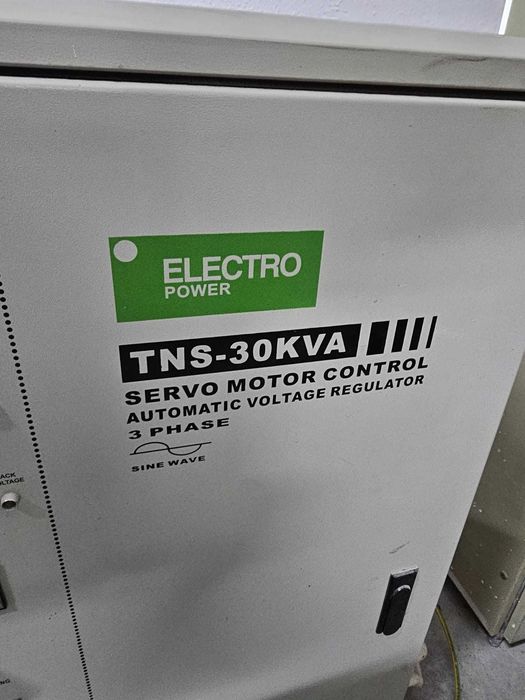 ELECTRO
POWER
TNS-30KVA
SERVO MOTOR CONTROL
AUTOMATIC VOLTAGE REGULATOR
3 PHASE
SINE WAVE